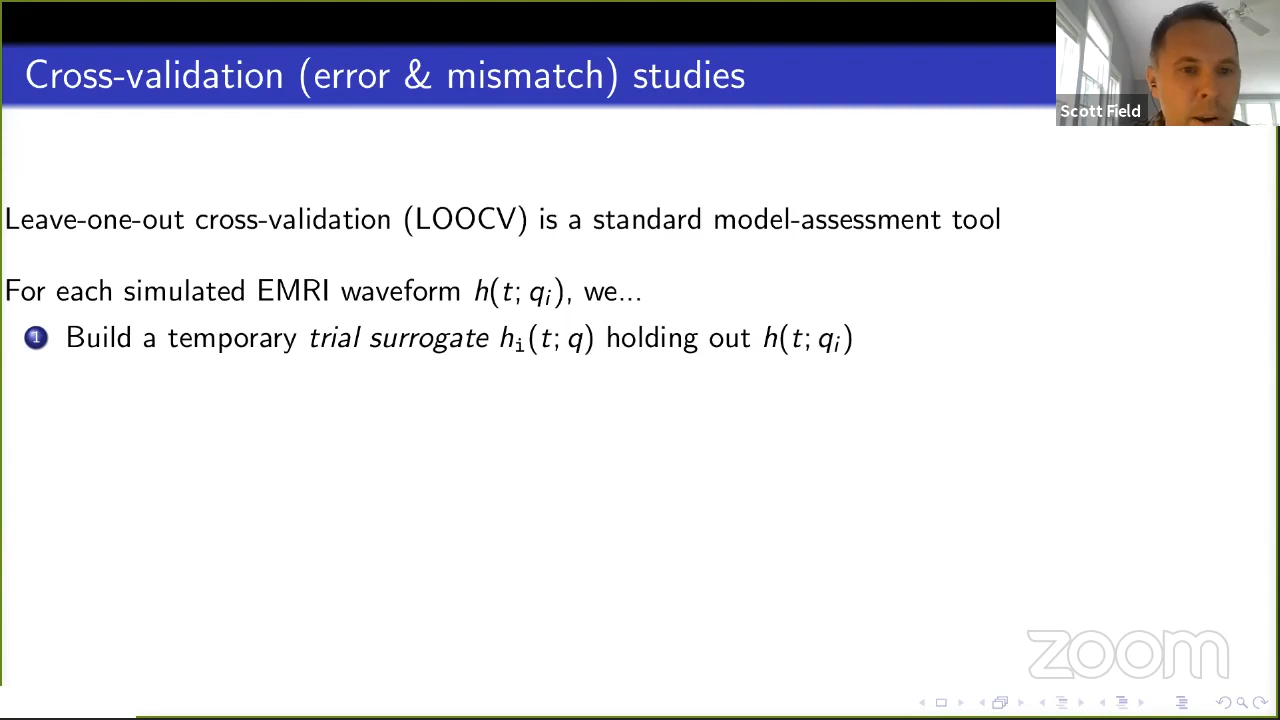 Cross-validation (error & mismatch) studies
Scott Field
Leave-one-out cross-validation (LOOCV) is a standard model-assessment tool
For each simulated EMRI waveform h(t; qᵢ), we...
1 Build a temporary trial surrogate hᵢ(t; q) holding out h(t; qᵢ)
zoom